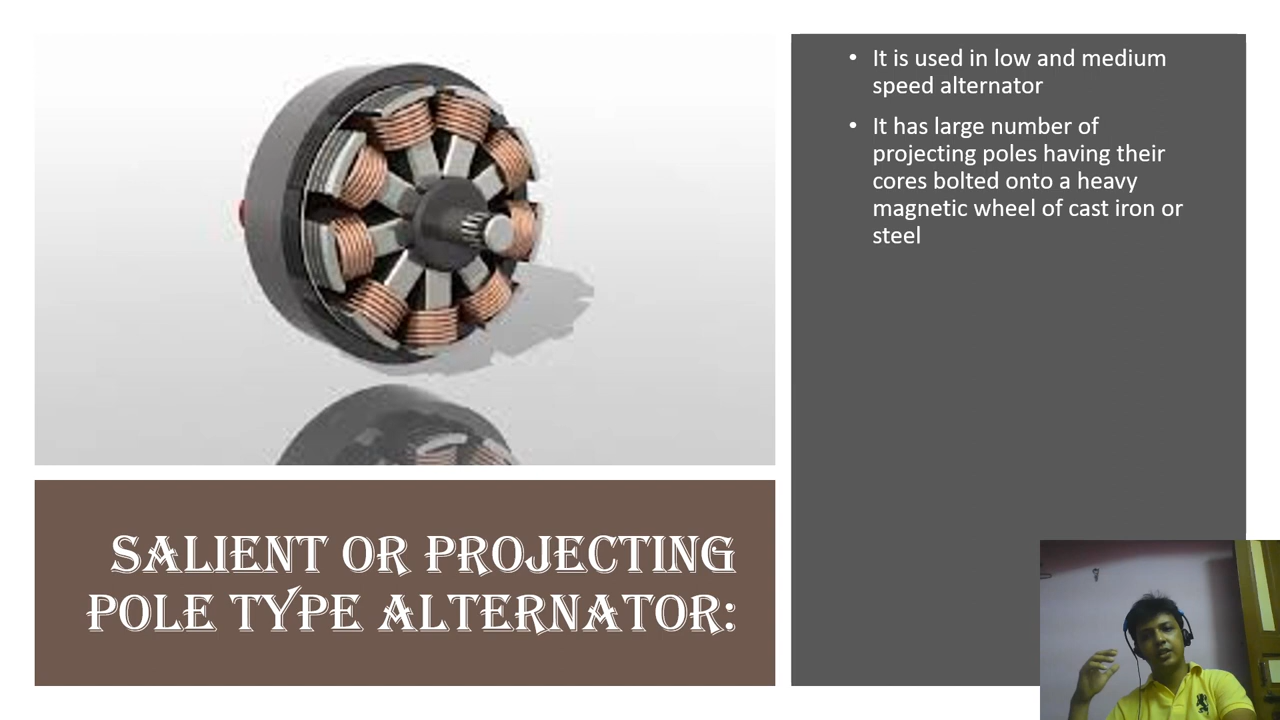 • It is used in low and medium
speed alternator
• It has large number of
projecting poles having their
cores bolted onto a heavy
magnetic wheel of cast iron or
steel
SALIENT OR PROJECTING
POLE TYPE ALTERNATOR: